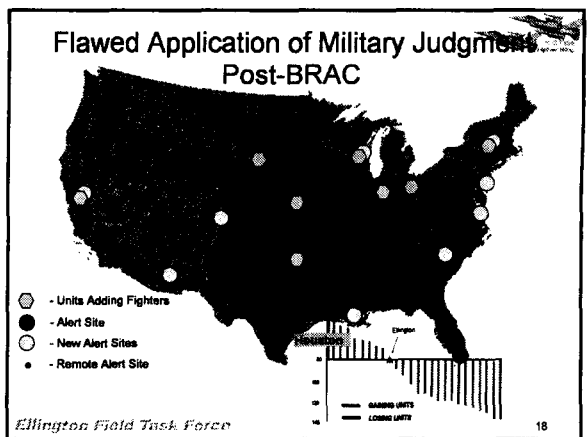 Flawed Application of Military Judgment
Post-BRAC
- Units Adding Fighters
- Alert Site
- New Alert Sites
- Remote Alert Site
Houston
Ellington
GAINING UNITS
LOSING UNITS
Ellington Field Task Force
18